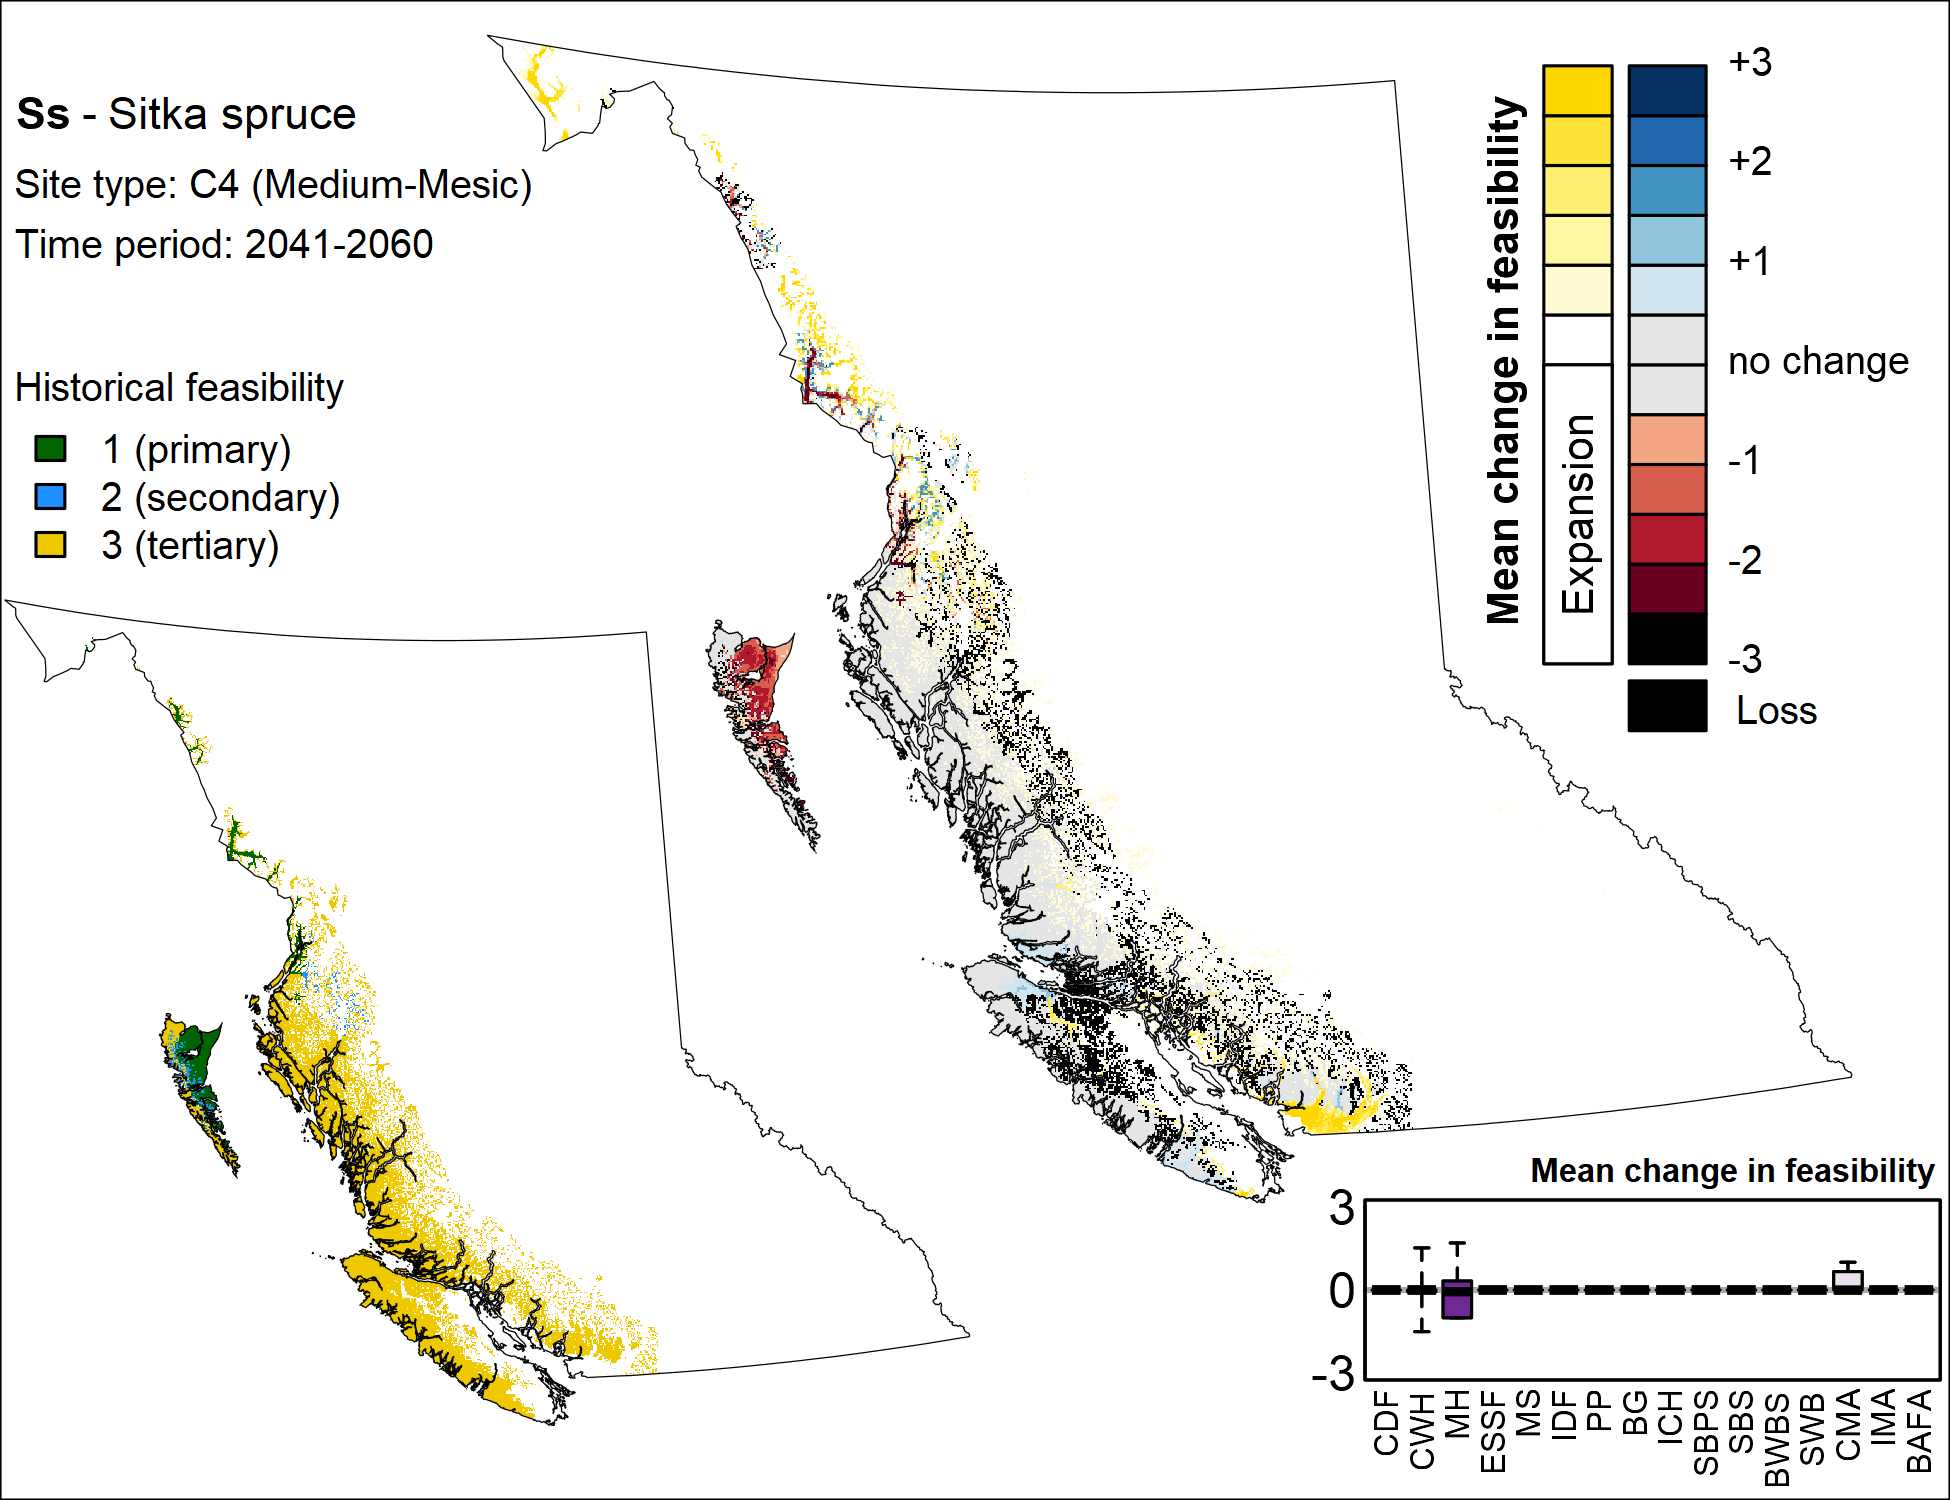 Ss - Sitka spruce
Site type: C4 (Medium-Mesic)
Time period: 2041-2060
Historical feasibility
1 (primary)
2 (secondary)
3 (tertiary)
Mean change in feasibility
Expansion
+3
+2
+1
no change
-1
-2
-3
Loss
Mean change in feasibility
3
0
-3
CDF
CWH
MH
ESSF
MS
IDF
PP
BG
ICH
SBPS
SBS
BWBS
SWB
CMA
IMA
BAFA